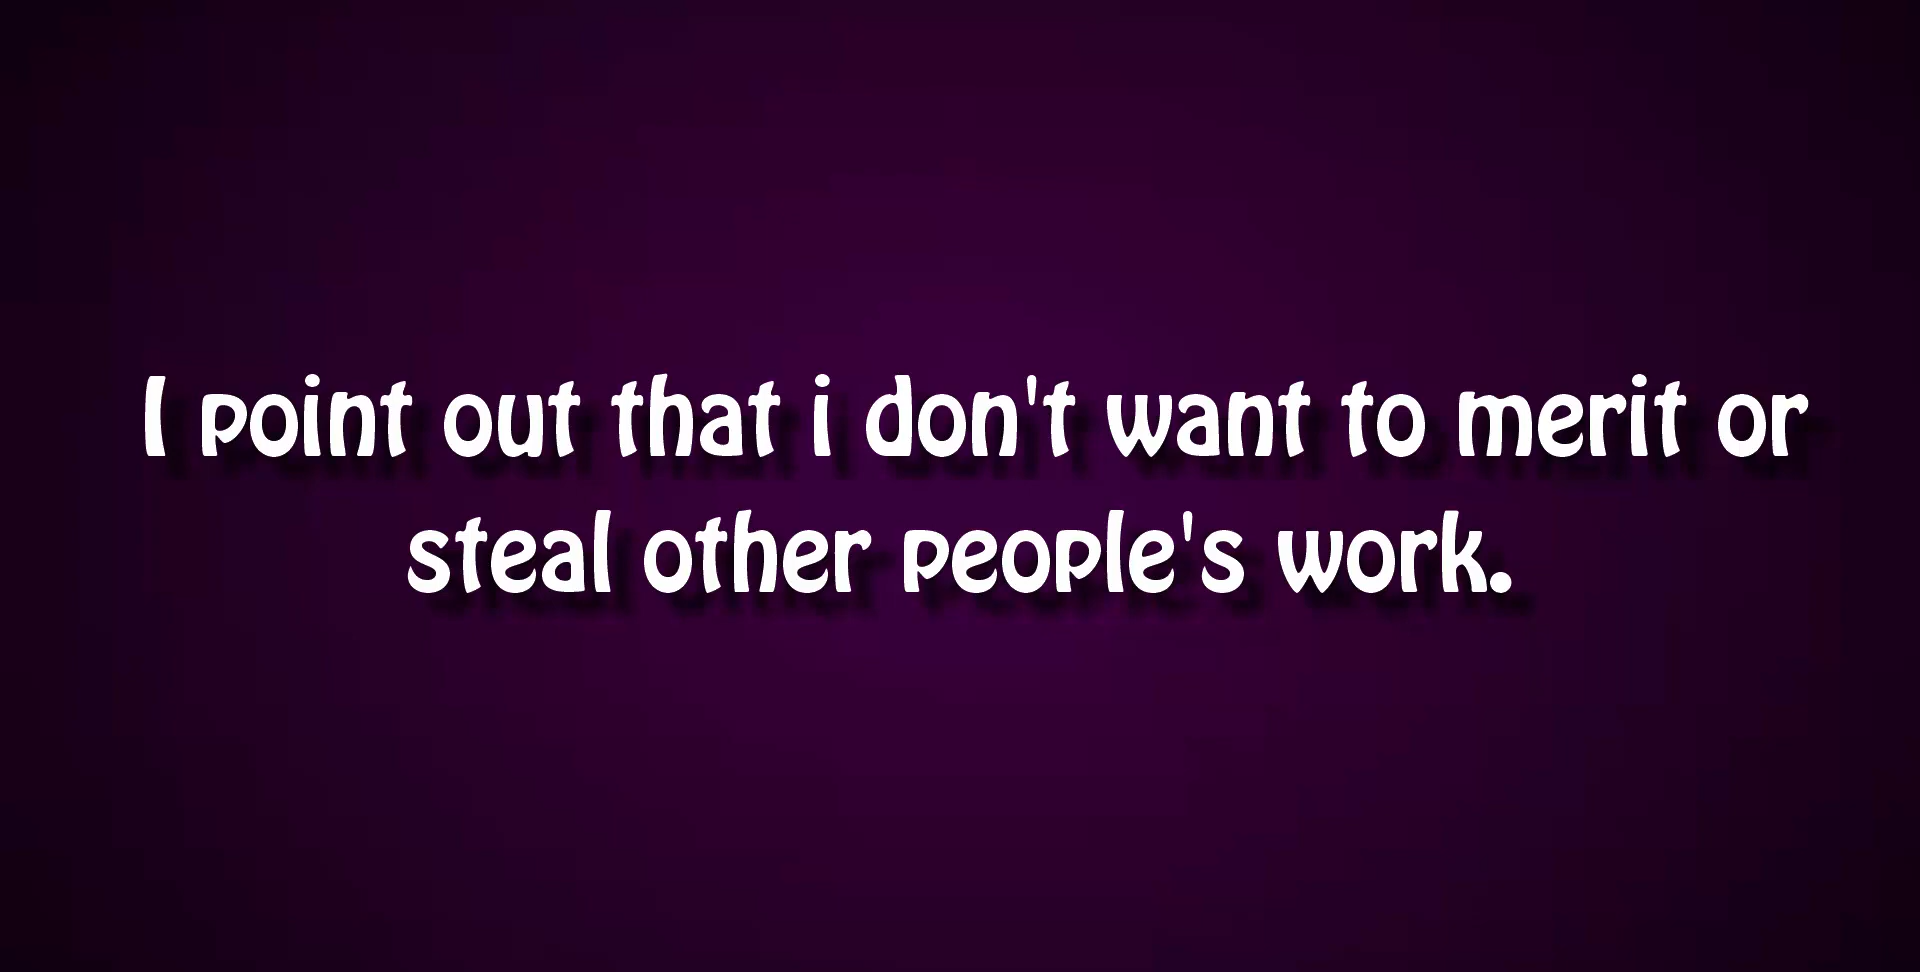 I point out that i don't want to merit or
steal other people's work.